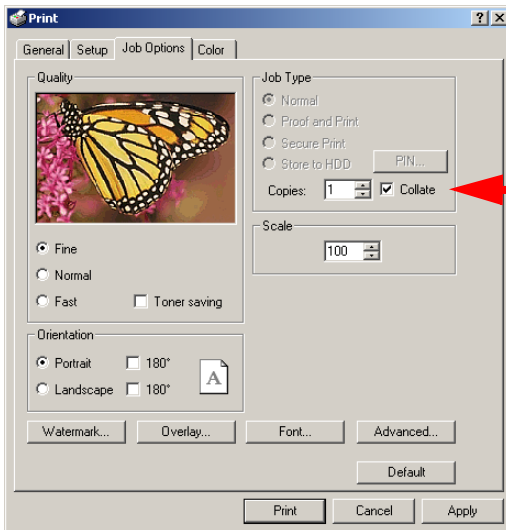 Print
General Setup Job Options Color
Quality
Fine
Normal
Fast Toner saving
Orientation
Portrait 180°
Landscape 180°
A
Job Type
Normal
Proof and Print
Secure Print
Store to HDD PIN...
Copies: 1 Collate
Scale
100
Watermark... Overlay... Font... Advanced...
Default
Print Cancel Apply